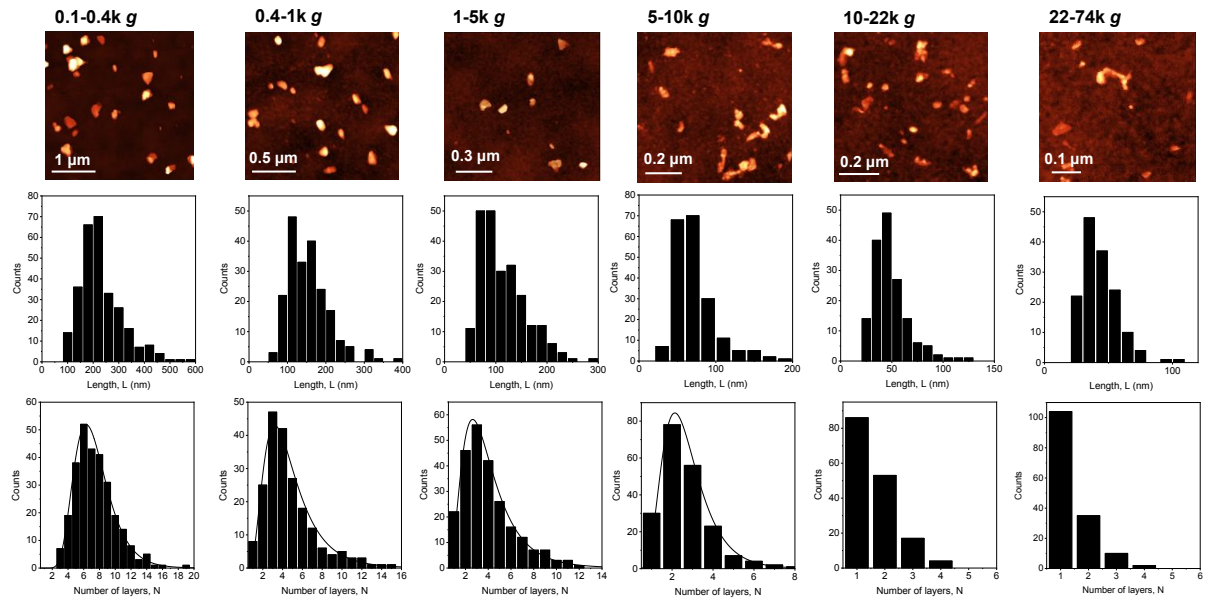 0.1-0.4k g
0.4-1k g
1-5k g
5-10k g
10-22k g
22-74k g
1 µm
0.5 µm
0.3 µm
0.2 µm
0.2 µm
0.1 µm
80
70
60
50
40
30
20
10
0
Counts
0 100 200 300 400 500 600
Length, L (nm)
50
40
30
20
10
0
Counts
0 100 200 300 400
Length, L (nm)
50
40
30
20
10
0
Counts
0 100 200 300
Length, L (nm)
80
70
60
50
40
30
20
10
0
Counts
0 100 200
Length, L (nm)
50
40
30
20
10
0
Counts
0 50 100 150
Length, L (nm)
50
40
30
20
10
0
Counts
0 100
Length, L (nm)
60
50
40
30
20
10
0
Counts
2 4 6 8 10 12 14 16 18 20
Number of layers, N
50
40
30
20
10
0
Counts
2 4 6 8 10 12 14 16
Number of layers, N
60
50
40
30
20
10
0
Counts
2 4 6 8 10 12 14
Number of layers, N
80
60
40
20
0
Counts
2 4 6 8
Number of layers, N
80
60
40
20
0
Counts
1 2 3 4 5 6
Number of layers, N
100
80
60
40
20
0
Counts
1 2 3 4 5 6
Number of layers, N